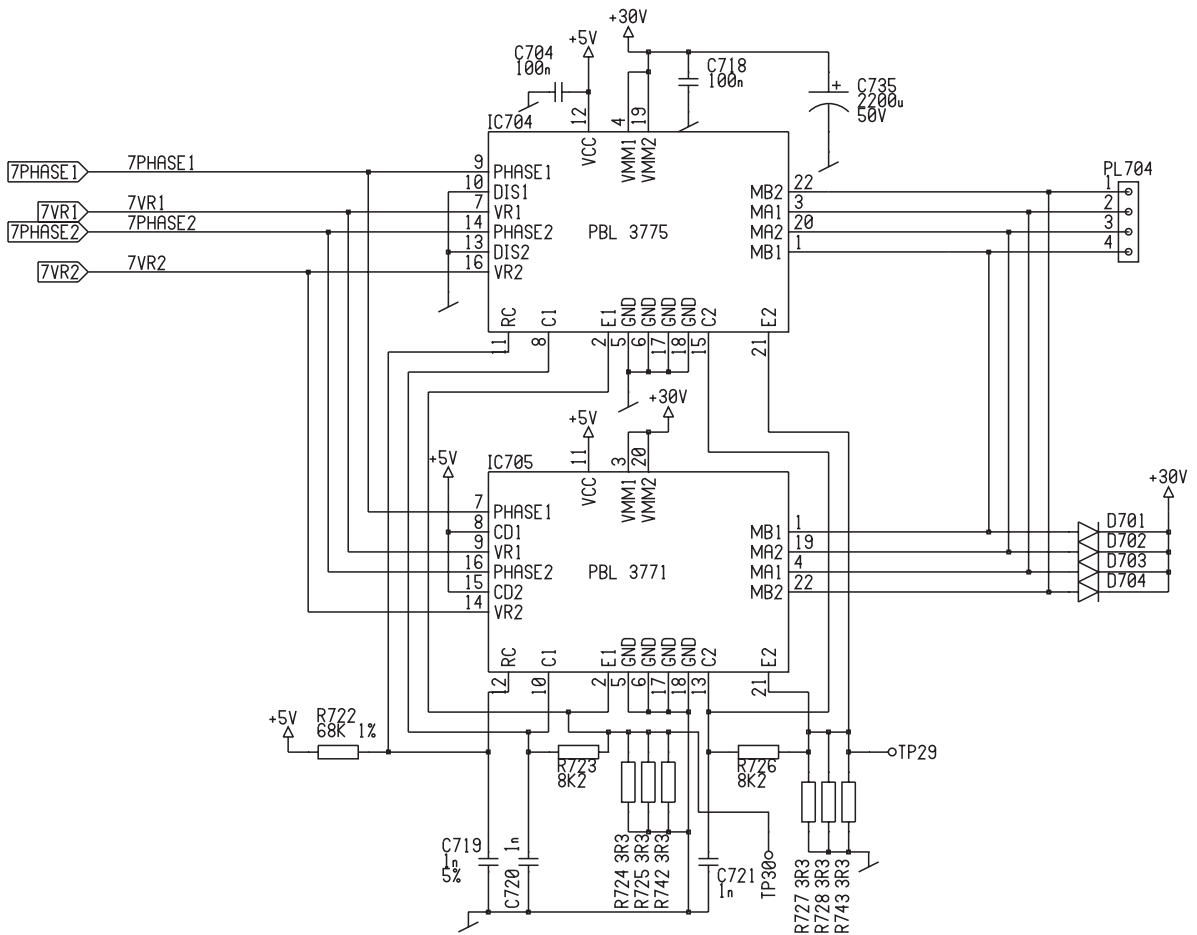 +30V
+5V
C704
100n
C718
100n
+
C735
2200u
50V
IC704
12
4
19
VCC
VMM1
VMM2
7PHASE1
7PHASE1
9
PHASE1
10
DIS1
7VR1
7VR1
7
VR1
7PHASE2
7PHASE2
14
PHASE2
13
DIS2
7VR2
7VR2
16
VR2
PBL 3775
MB2
22
MA1
3
MA2
20
MB1
1
PL704
1
2
3
4
RC
C1
E1
GND
GND
GND
GND
C2
E2
11
8
2
5
6
17
18
15
21
+30V
+5V
+5V
IC705
11
3
20
VCC
VMM1
VMM2
7
PHASE1
8
CD1
9
VR1
16
PHASE2
15
CD2
14
VR2
PBL 3771
MB1
1
MA2
19
MA1
4
MB2
22
+30V
D701
D702
D703
D704
RC
C1
E1
GND
GND
GND
GND
C2
E2
12
10
2
5
6
17
18
13
21
+5V
R722
68K 1%
R723
8K2
R726
8K2
TP29
C719
1n
5%
1n
C720
R724 3R3
R725 3R3
R742 3R3
C721
1n
TP30
R727 3R3
R728 3R3
R743 3R3